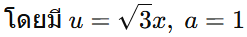 โดยมี u = √3x, a = 1